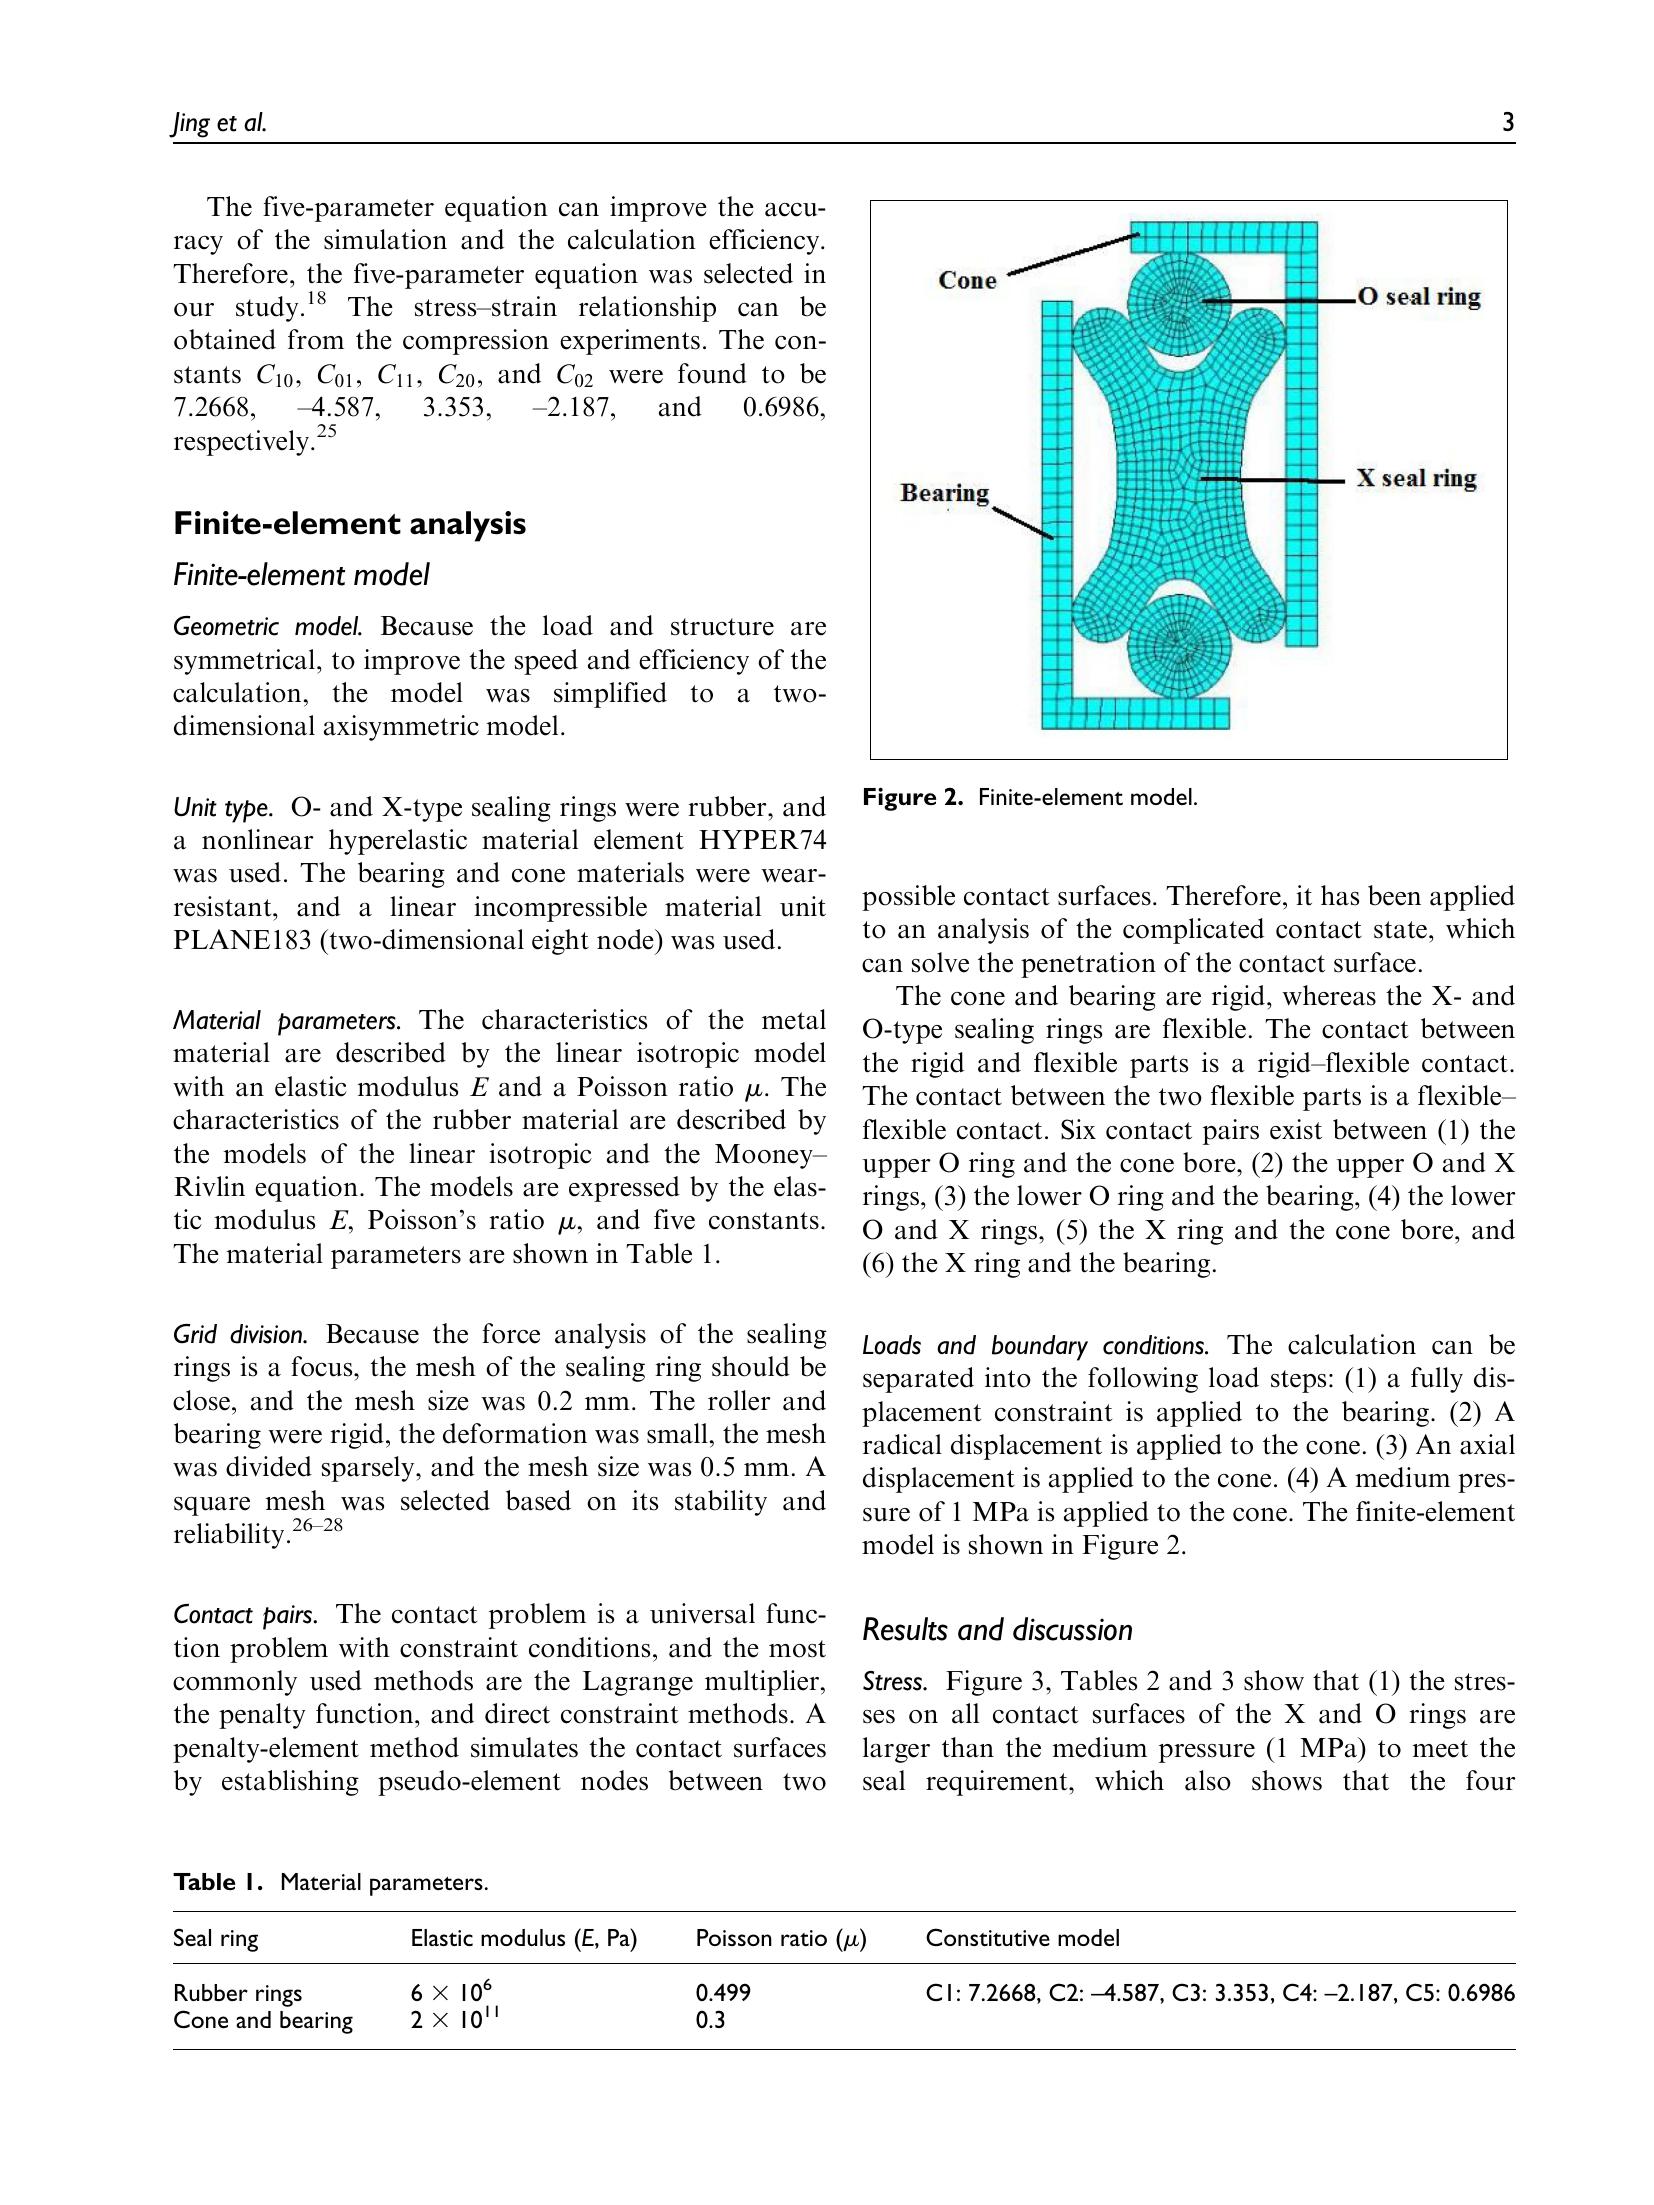 Jing et al.
3
The five-parameter equation can improve the accu-
racy of the simulation and the calculation efficiency.
Therefore, the five-parameter equation was selected in
our study.18 The stress–strain relationship can be
obtained from the compression experiments. The con-
stants C10, C01, C11, C20, and C02 were found to be
7.2668, –4.587, 3.353, –2.187, and 0.6986,
respectively.25
Finite-element analysis
Finite-element model
Geometric model. Because the load and structure are
symmetrical, to improve the speed and efficiency of the
calculation, the model was simplified to a two-
dimensional axisymmetric model.
Unit type. O- and X-type sealing rings were rubber, and
a nonlinear hyperelastic material element HYPER74
was used. The bearing and cone materials were wear-
resistant, and a linear incompressible material unit
PLANE183 (two-dimensional eight node) was used.
Material parameters. The characteristics of the metal
material are described by the linear isotropic model
with an elastic modulus E and a Poisson ratio μ. The
characteristics of the rubber material are described by
the models of the linear isotropic and the Mooney–
Rivlin equation. The models are expressed by the elas-
tic modulus E, Poisson's ratio μ, and five constants.
The material parameters are shown in Table 1.
Grid division. Because the force analysis of the sealing
rings is a focus, the mesh of the sealing ring should be
close, and the mesh size was 0.2 mm. The roller and
bearing were rigid, the deformation was small, the mesh
was divided sparsely, and the mesh size was 0.5 mm. A
square mesh was selected based on its stability and
reliability.26–28
Contact pairs. The contact problem is a universal func-
tion problem with constraint conditions, and the most
commonly used methods are the Lagrange multiplier,
the penalty function, and direct constraint methods. A
penalty-element method simulates the contact surfaces
by establishing pseudo-element nodes between two
Cone
O seal ring
X seal ring
Bearing
Figure 2. Finite-element model.
possible contact surfaces. Therefore, it has been applied
to an analysis of the complicated contact state, which
can solve the penetration of the contact surface.
The cone and bearing are rigid, whereas the X- and
O-type sealing rings are flexible. The contact between
the rigid and flexible parts is a rigid–flexible contact.
The contact between the two flexible parts is a flexible–
flexible contact. Six contact pairs exist between (1) the
upper O ring and the cone bore, (2) the upper O and X
rings, (3) the lower O ring and the bearing, (4) the lower
O and X rings, (5) the X ring and the cone bore, and
(6) the X ring and the bearing.
Loads and boundary conditions. The calculation can be
separated into the following load steps: (1) a fully dis-
placement constraint is applied to the bearing. (2) A
radical displacement is applied to the cone. (3) An axial
displacement is applied to the cone. (4) A medium pres-
sure of 1 MPa is applied to the cone. The finite-element
model is shown in Figure 2.
Results and discussion
Stress. Figure 3, Tables 2 and 3 show that (1) the stres-
ses on all contact surfaces of the X and O rings are
larger than the medium pressure (1 MPa) to meet the
seal requirement, which also shows that the four
Table 1. Material parameters.
Seal ring Elastic modulus (E, Pa) Poisson ratio (μ) Constitutive model
Rubber rings 6 × 10^6 0.499 C1: 7.2668, C2: –4.587, C3: 3.353, C4: –2.187, C5: 0.6986
Cone and bearing 2 × 10^11 0.3